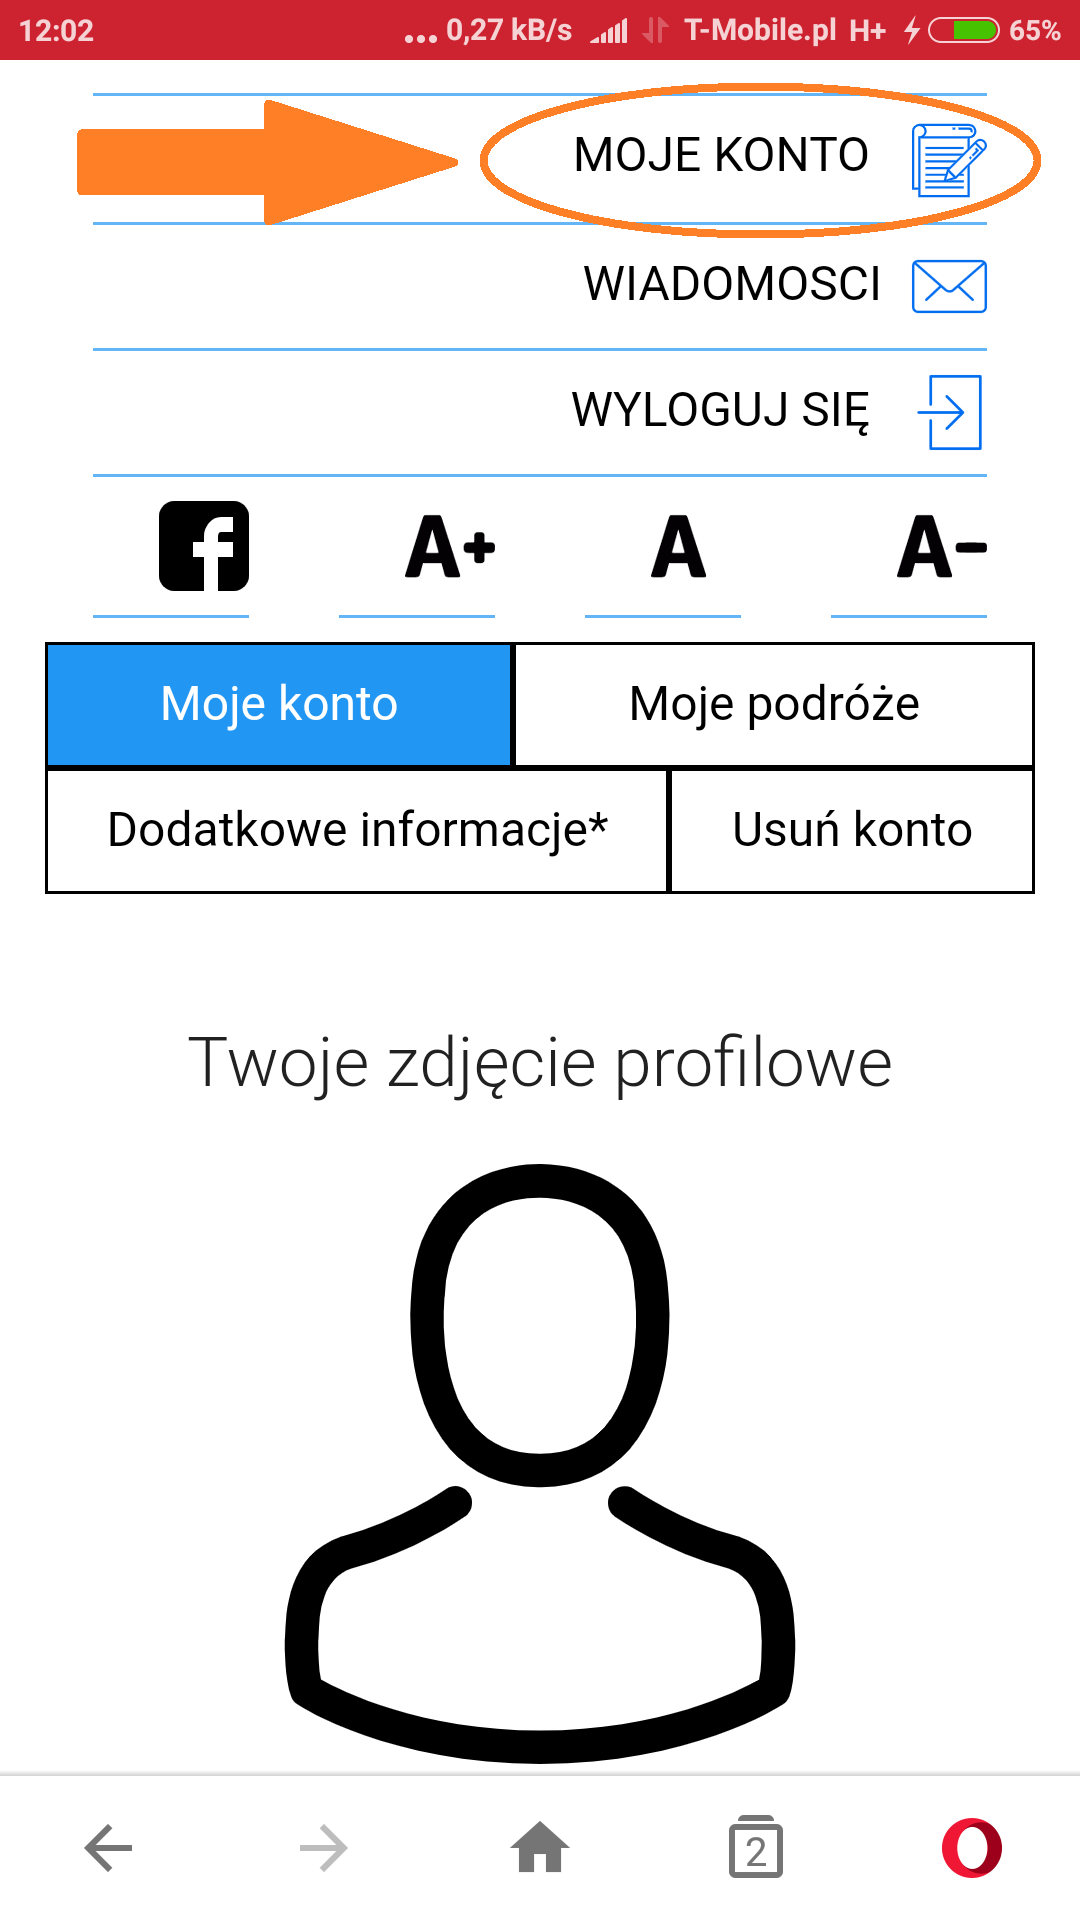 12:02 ... 0,27 kB/s T-Mobile.pl H+ 65%
MOJE KONTO
WIADOMOSCI
WYLOGUJ SIĘ
A+ A A-
Moje konto Moje podróże
Dodatkowe informacje* Usuń konto
Twoje zdjęcie profilowe
2